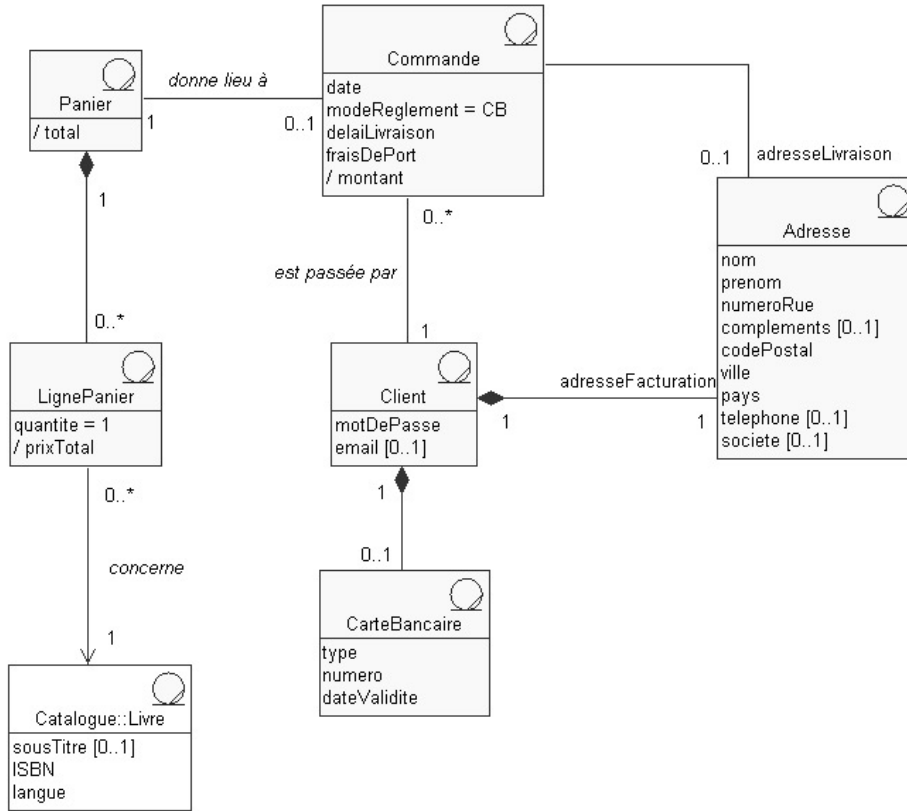 Panier
/ total
donne lieu à
1
0..1
Commande
date
modeReglement = CB
delaiLivraison
fraisDePort
/ montant
0..1
adresseLivraison
Adresse
nom
prenom
numeroRue
complements [0..1]
codePostal
ville
pays
telephone [0..1]
societe [0..1]
1
0..*
0..*
est passée par
1
LignePanier
quantite = 1
/ prixTotal
Client
motDePasse
email [0..1]
adresseFacturation
1
1
0..*
concerne
1
1
0..1
CarteBancaire
type
numero
dateValidite
Catalogue::Livre
sousTitre [0..1]
ISBN
langue